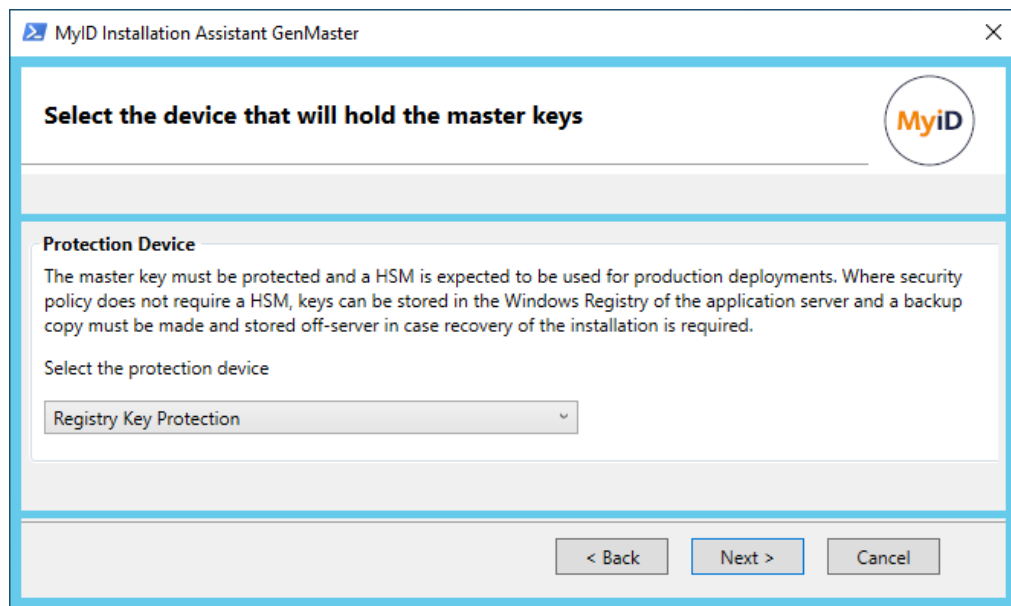 MyID Installation Assistant GenMaster
Select the device that will hold the master keys
MyiD
Protection Device
The master key must be protected and a HSM is expected to be used for production deployments. Where security
policy does not require a HSM, keys can be stored in the Windows Registry of the application server and a backup
copy must be made and stored off-server in case recovery of the installation is required.
Select the protection device
Registry Key Protection
< Back
Next >
Cancel